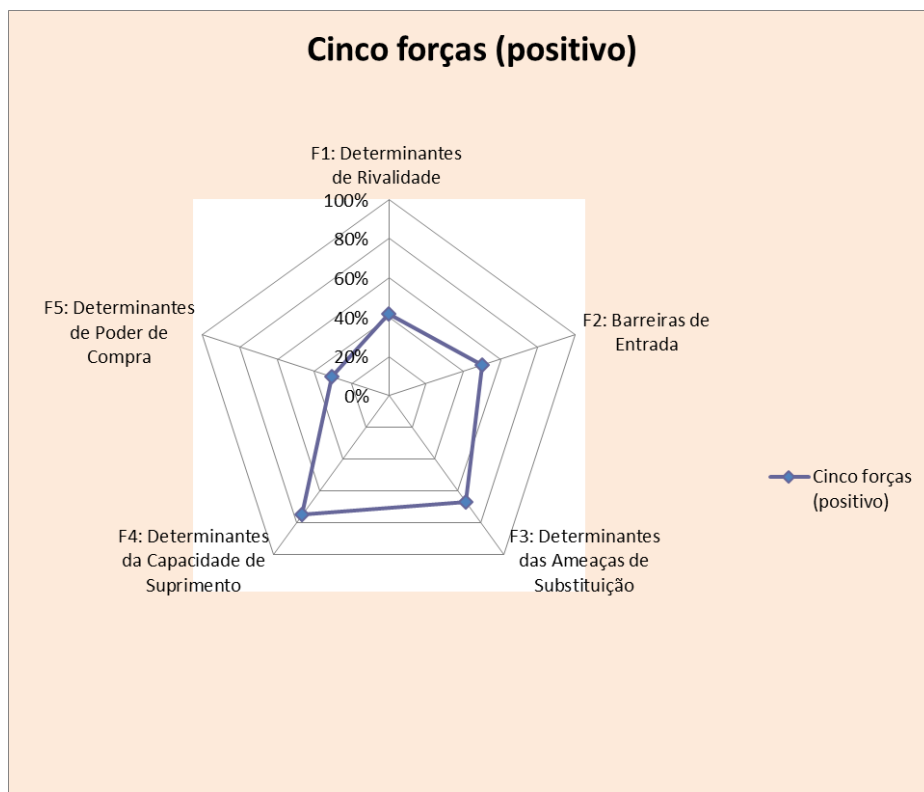 Cinco forças (positivo)
F1: Determinantes
de Rivalidade
100%
80%
60%
40%
20%
0%
F2: Barreiras de
Entrada
F3: Determinantes
das Ameaças de
Substituição
F4: Determinantes
da Capacidade de
Suprimento
F5: Determinantes
de Poder de
Compra
Cinco forças
(positivo)